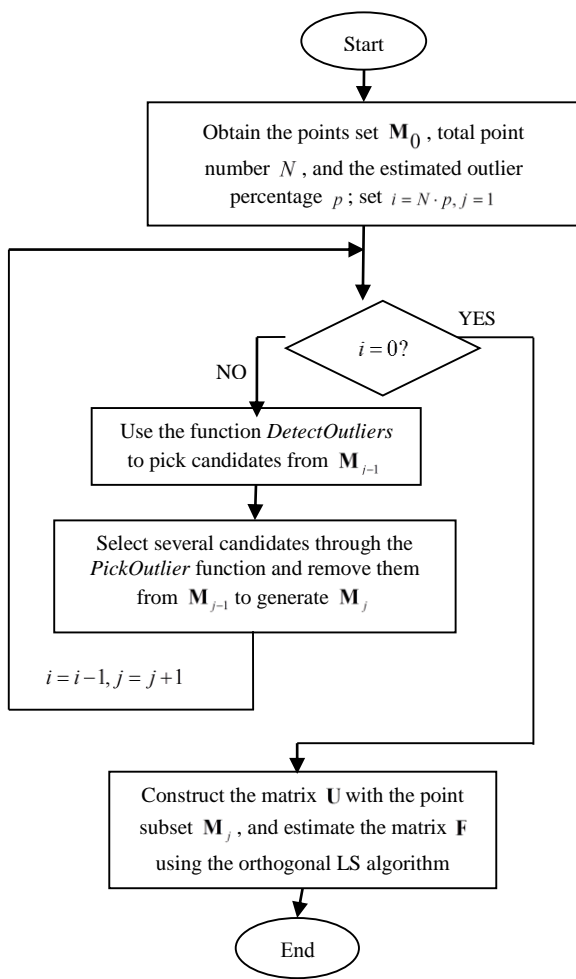 Start
Obtain the points set M₀ , total point
number N , and the estimated outlier
percentage p ; set i = N · p, j = 1
YES
i = 0?
NO
Use the function DetectOutliers
to pick candidates from Mⱼ₋₁
Select several candidates through the
PickOutlier function and remove them
from Mⱼ₋₁ to generate Mⱼ
i = i−1, j = j+1
Construct the matrix U with the point
subset Mⱼ , and estimate the matrix F
using the orthogonal LS algorithm
End